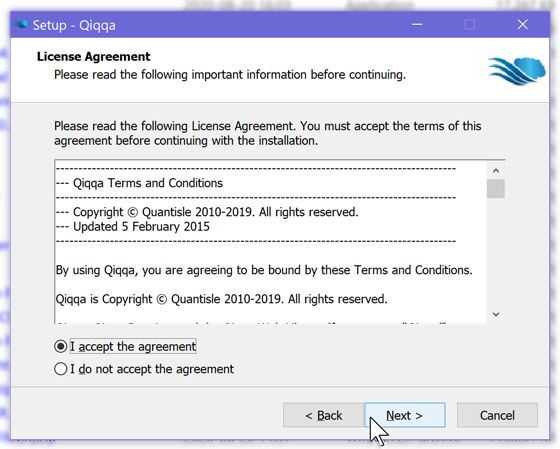 Setup - Qiqqa
License Agreement
Please read the following important information before continuing.
Please read the following License Agreement. You must accept the terms of this
agreement before continuing with the installation.
--- Qiqqa Terms and Conditions
--- Copyright © Quantisle 2010-2019. All rights reserved.
--- Updated 5 February 2015
By using Qiqqa, you are agreeing to be bound by these Terms and Conditions.
Qiqqa is Copyright © Quantisle 2010-2019. All rights reserved.
I accept the agreement
I do not accept the agreement
< Back
Next >
Cancel